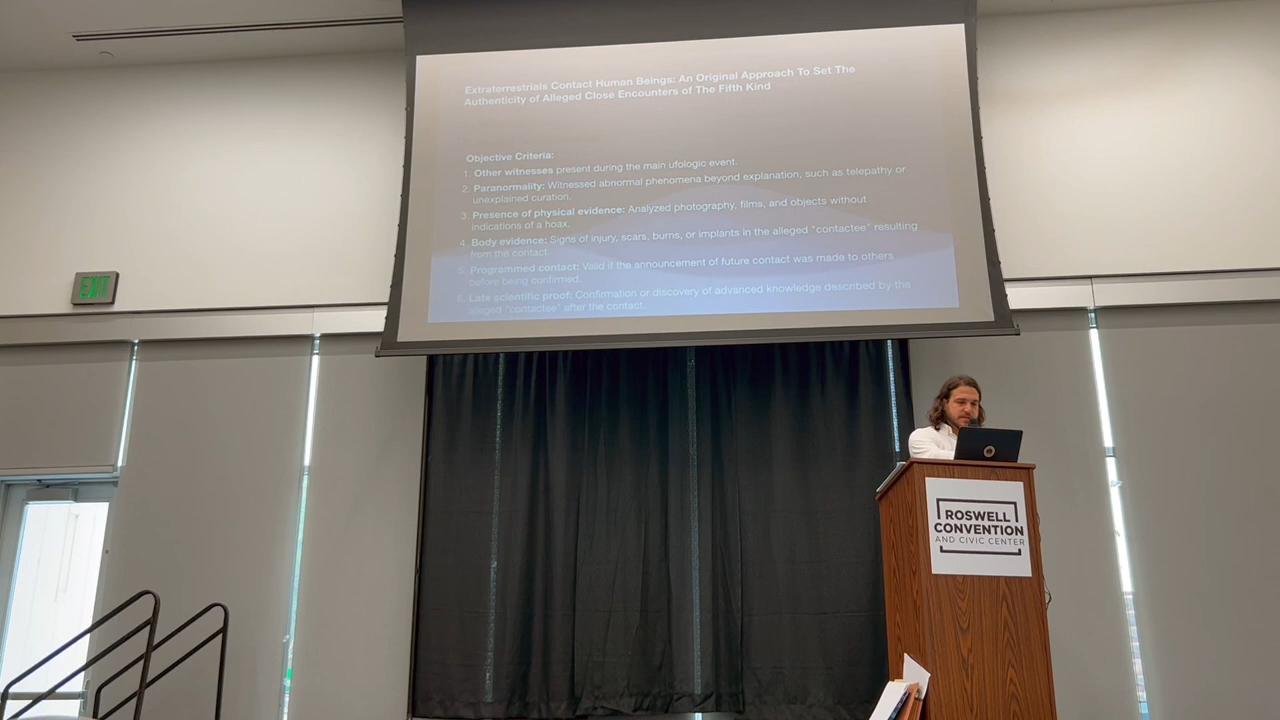 Extraterrestrials Contact Human Beings: An Original Approach To Set The
Authenticity of Alleged Close Encounters of The Fifth Kind
Objective Criteria:
1. Other witnesses present during the main ufologic event.
2. Paranormality: Witnessed abnormal phenomena beyond explanation, such as telepathy or
unexplained curation.
3. Presence of physical evidence: Analyzed photography, films, and objects without
indications of a hoax.
4. Body evidence: Signs of injury, scars, burns, or implants in the alleged "contactee" resulting
from the contact.
5. Programmed contact: Valid if the announcement of future contact was made to others
before being confirmed.
6. Late scientific proof: Confirmation or discovery of advanced knowledge described by the
alleged "contactee" after the contact.
EXIT
ROSWELL
CONVENTION
AND CIVIC CENTER